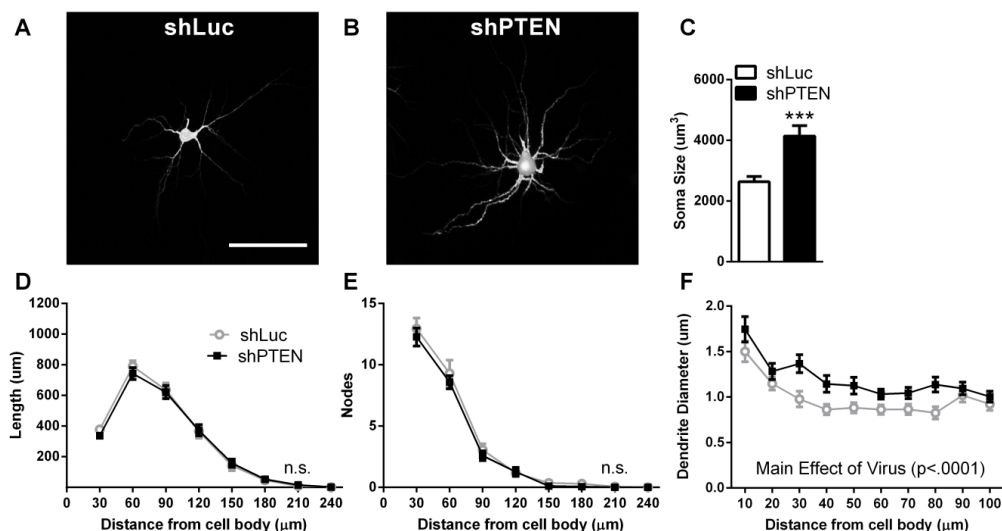 A
shLuc
B
shPTEN
C
Soma Size (um³)
6000
4000
2000
0
shLuc
shPTEN
***
D
Length (um)
1200
1000
800
600
400
200
shLuc
shPTEN
n.s.
0 30 60 90 120 150 180 210 240
Distance from cell body (μm)
E
Nodes
15
10
5
0
n.s.
0 30 60 90 120 150 180 210 240
Distance from cell body (μm)
F
Dendrite Diameter (um)
2.0
1.5
1.0
0.5
0.0
Main Effect of Virus (p<.0001)
10 20 30 40 50 60 70 80 90 100
Distance from cell body (μm)